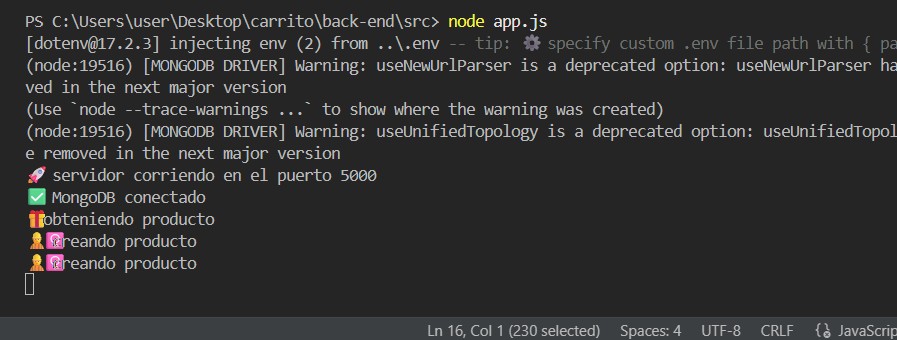 PS C:\Users\user\Desktop\carrito\back-end\src> node app.js
[dotenv@17.2.3] injecting env (2) from ..\.env -- tip: ⚙️ specify custom .env file path with { pa
(node:19516) [MONGODB DRIVER] Warning: useNewUrlParser is a deprecated option: useNewUrlParser ha
ved in the next major version
(Use `node --trace-warnings ...` to show where the warning was created)
(node:19516) [MONGODB DRIVER] Warning: useUnifiedTopology is a deprecated option: useUnifiedTopol
e removed in the next major version
🚀 servidor corriendo en el puerto 5000
✅ MongoDB conectado
🎁obteniendo producto
reando producto
reando producto
Ln 16, Col 1 (230 selected) Spaces: 4 UTF-8 CRLF {} JavaScrip